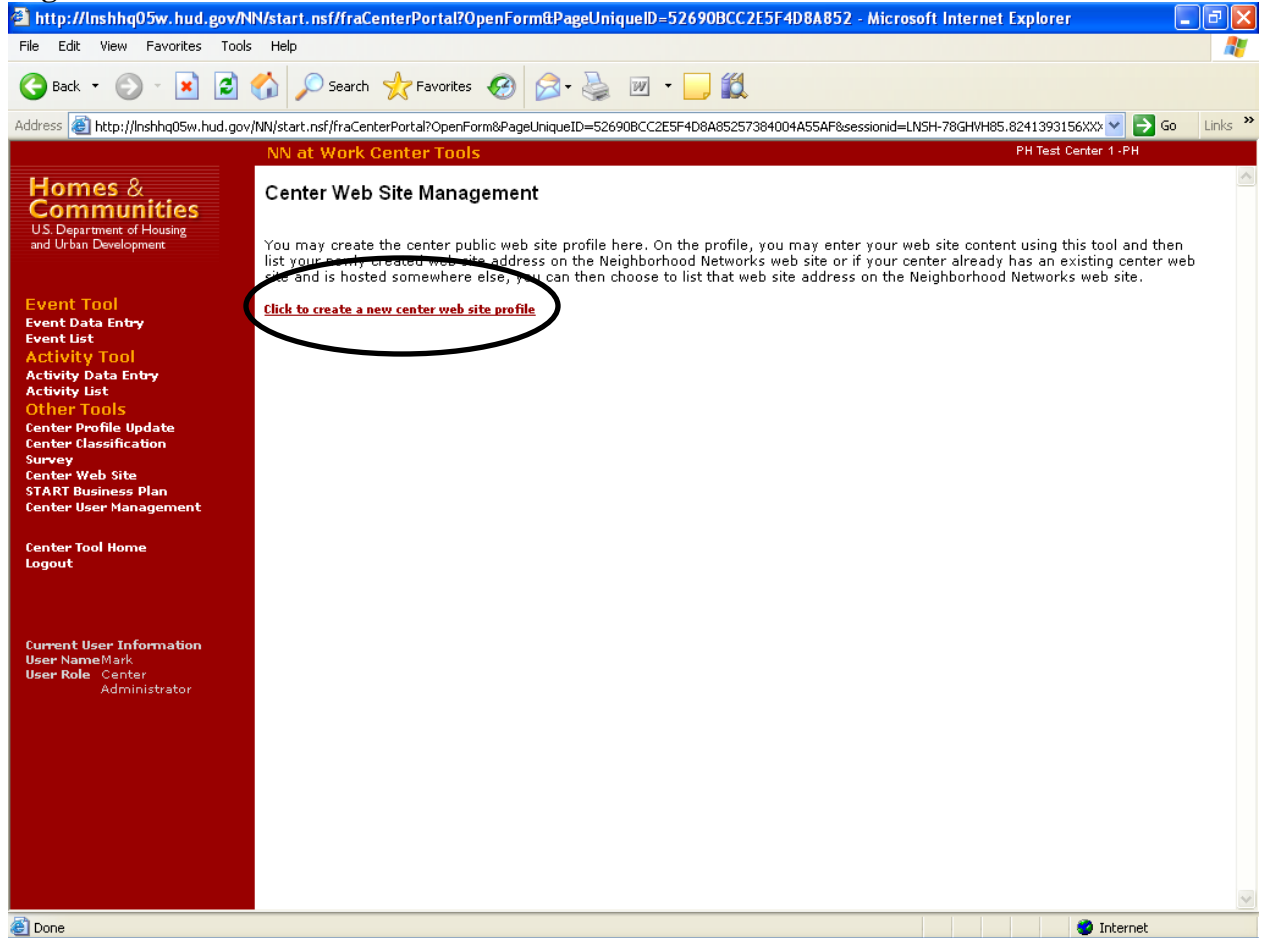 http://lnshhq05w.hud.gov/NN/start.nsf/fraCenterPortal?OpenForm&PageUniqueID=52690BCC2E5F4D8A852 - Microsoft Internet Explorer
File Edit View Favorites Tools Help
Back Search Favorites
Address http://lnshhq05w.hud.gov/NN/start.nsf/fraCenterPortal?OpenForm&PageUniqueID=52690BCC2E5F4D8A85257384004A55AF&sessionid=LNSH-78GHVH85.8241393156XXX Go Links »
NN at Work Center Tools PH Test Center 1 -PH
Homes &
Communities
U.S. Department of Housing
and Urban Development
Event Tool
Event Data Entry
Event List
Activity Tool
Activity Data Entry
Activity List
Other Tools
Center Profile Update
Center Classification
Survey
Center Web Site
START Business Plan
Center User Management
Center Tool Home
Logout
Current User Information
User Name Mark
User Role Center
Administrator
Center Web Site Management
You may create the center public web site profile here. On the profile, you may enter your web site content using this tool and then
list your newly created web site address on the Neighborhood Networks web site or if your center already has an existing center web
site and is hosted somewhere else, you can then choose to list that web site address on the Neighborhood Networks web site.
Click to create a new center web site profile
Done Internet